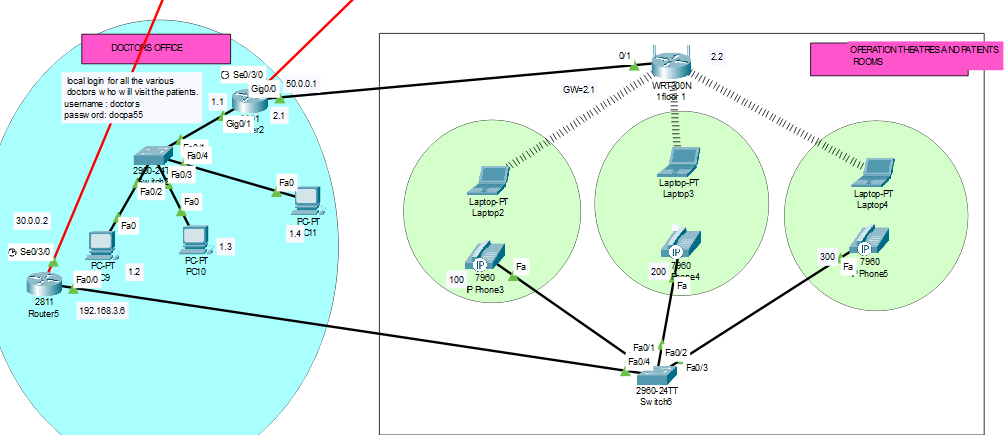 DOCTORS OFFICE
local login for all the various
doctors who will visit the patients.
username : doctors
password: docpa55
Se0/3/0
50.0.0.1
Gig0/0
1.1
2.1
Gig0/1
Fa0/4
Fa0/3
Fa0/2
Fa0
Fa0
Fa0
PC-PT
1.4
PC-PT
PC10
1.3
PC-PT
1.2
30.0.0.2
Se0/3/0
2811
Router5
Fa0/0
192.168.3.6
OPERATION THEATRES AND PATIENTS
ROOMS
0/1
2.2
GW=2.1
Laptop-PT
Laptop2
Laptop-PT
Laptop3
Laptop-PT
Laptop4
100
7960
IP Phone3
Fa
200
Fa
300
7960
Fa
IP
IP
IP
Fa0/1
Fa0/2
Fa0/4
Fa0/3
2960-24TT
Switch6